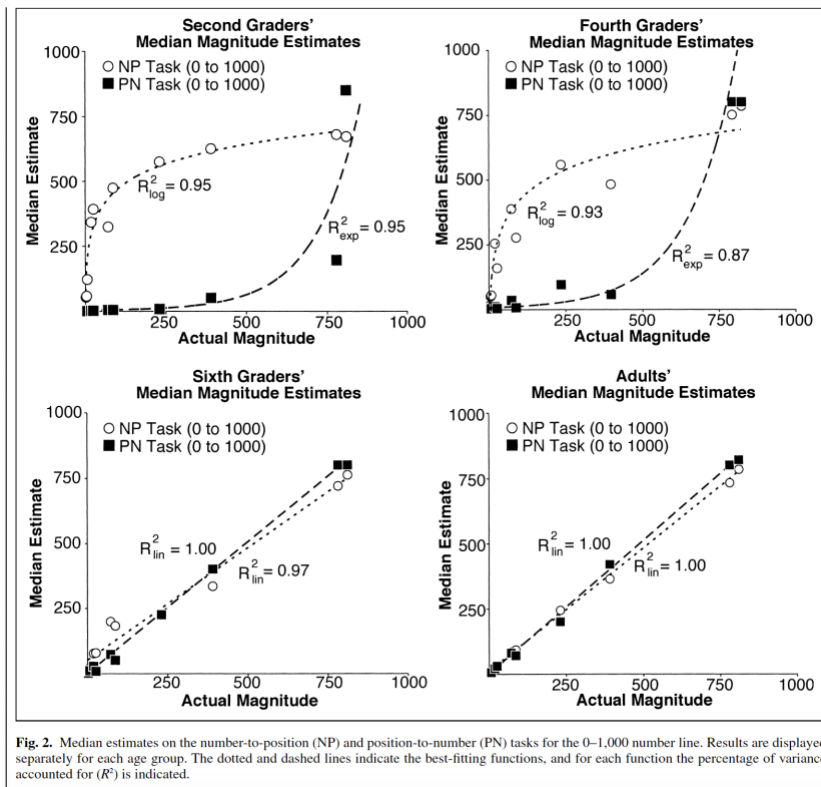 Second Graders'
Median Magnitude Estimates
1000
○ NP Task (0 to 1000)
■ PN Task (0 to 1000)
750
500
250
Median Estimate
R²log = 0.95
R²exp = 0.95
250
500
750
1000
Actual Magnitude
Fourth Graders'
Median Magnitude Estimates
1000
○ NP Task (0 to 1000)
■ PN Task (0 to 1000)
750
500
250
Median Estimate
R²log = 0.93
R²exp = 0.87
250
500
750
1000
Actual Magnitude
Sixth Graders'
Median Magnitude Estimates
1000
○ NP Task (0 to 1000)
■ PN Task (0 to 1000)
750
500
250
Median Estimate
R²lin = 1.00
R²lin = 0.97
250
500
750
1000
Actual Magnitude
Adults'
Median Magnitude Estimates
1000
○ NP Task (0 to 1000)
■ PN Task (0 to 1000)
750
500
250
Median Estimate
R²lin = 1.00
R²lin = 1.00
250
500
750
1000
Actual Magnitude
Fig. 2. Median estimates on the number-to-position (NP) and position-to-number (PN) tasks for the 0–1,000 number line. Results are displayed
separately for each age group. The dotted and dashed lines indicate the best-fitting functions, and for each function the percentage of variance
accounted for (R²) is indicated.